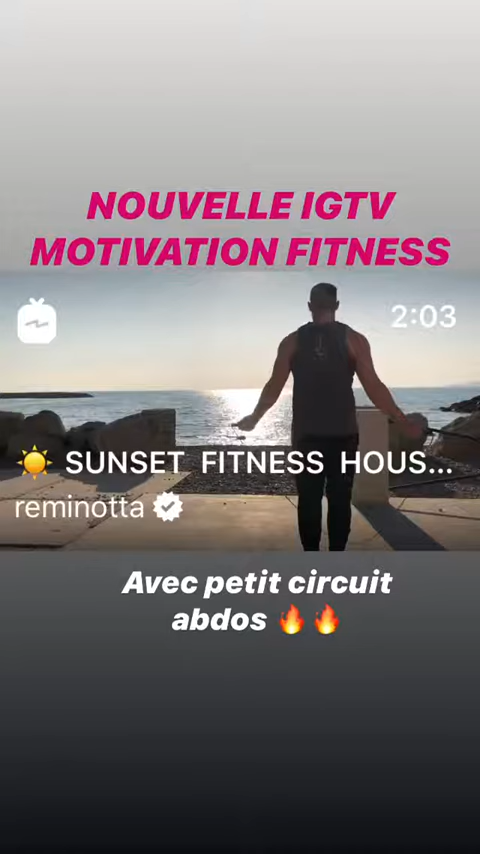 NOUVELLE IGTV
MOTIVATION FITNESS
2:03
☀️ SUNSET FITNESS HOUS...
reminotta
Avec petit circuit
abdos 🔥🔥